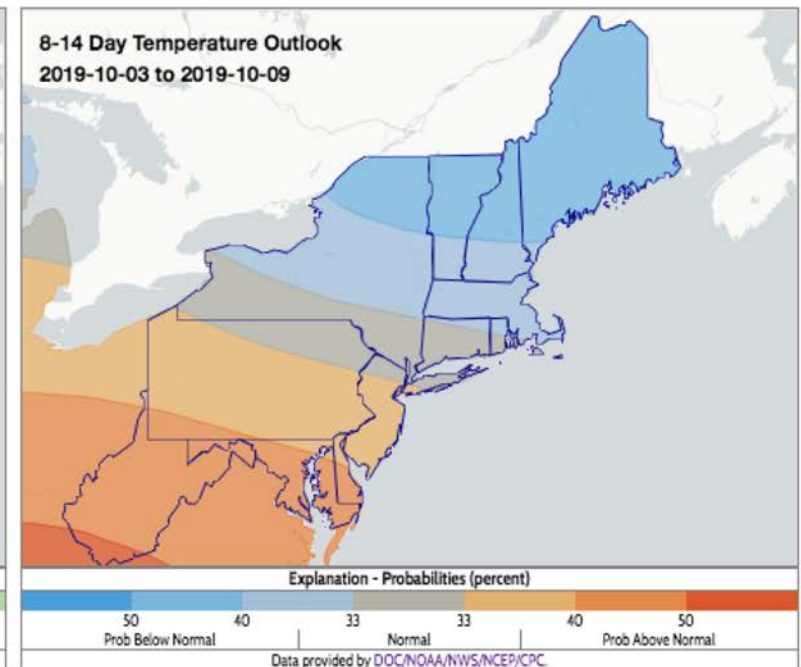 8-14 Day Temperature Outlook
2019-10-03 to 2019-10-09
Explanation - Probabilities (percent)
50 40 33 33 40 50
Prob Below Normal Normal Prob Above Normal
Data provided by DOC/NOAA/NWS/NCEP/CPC.